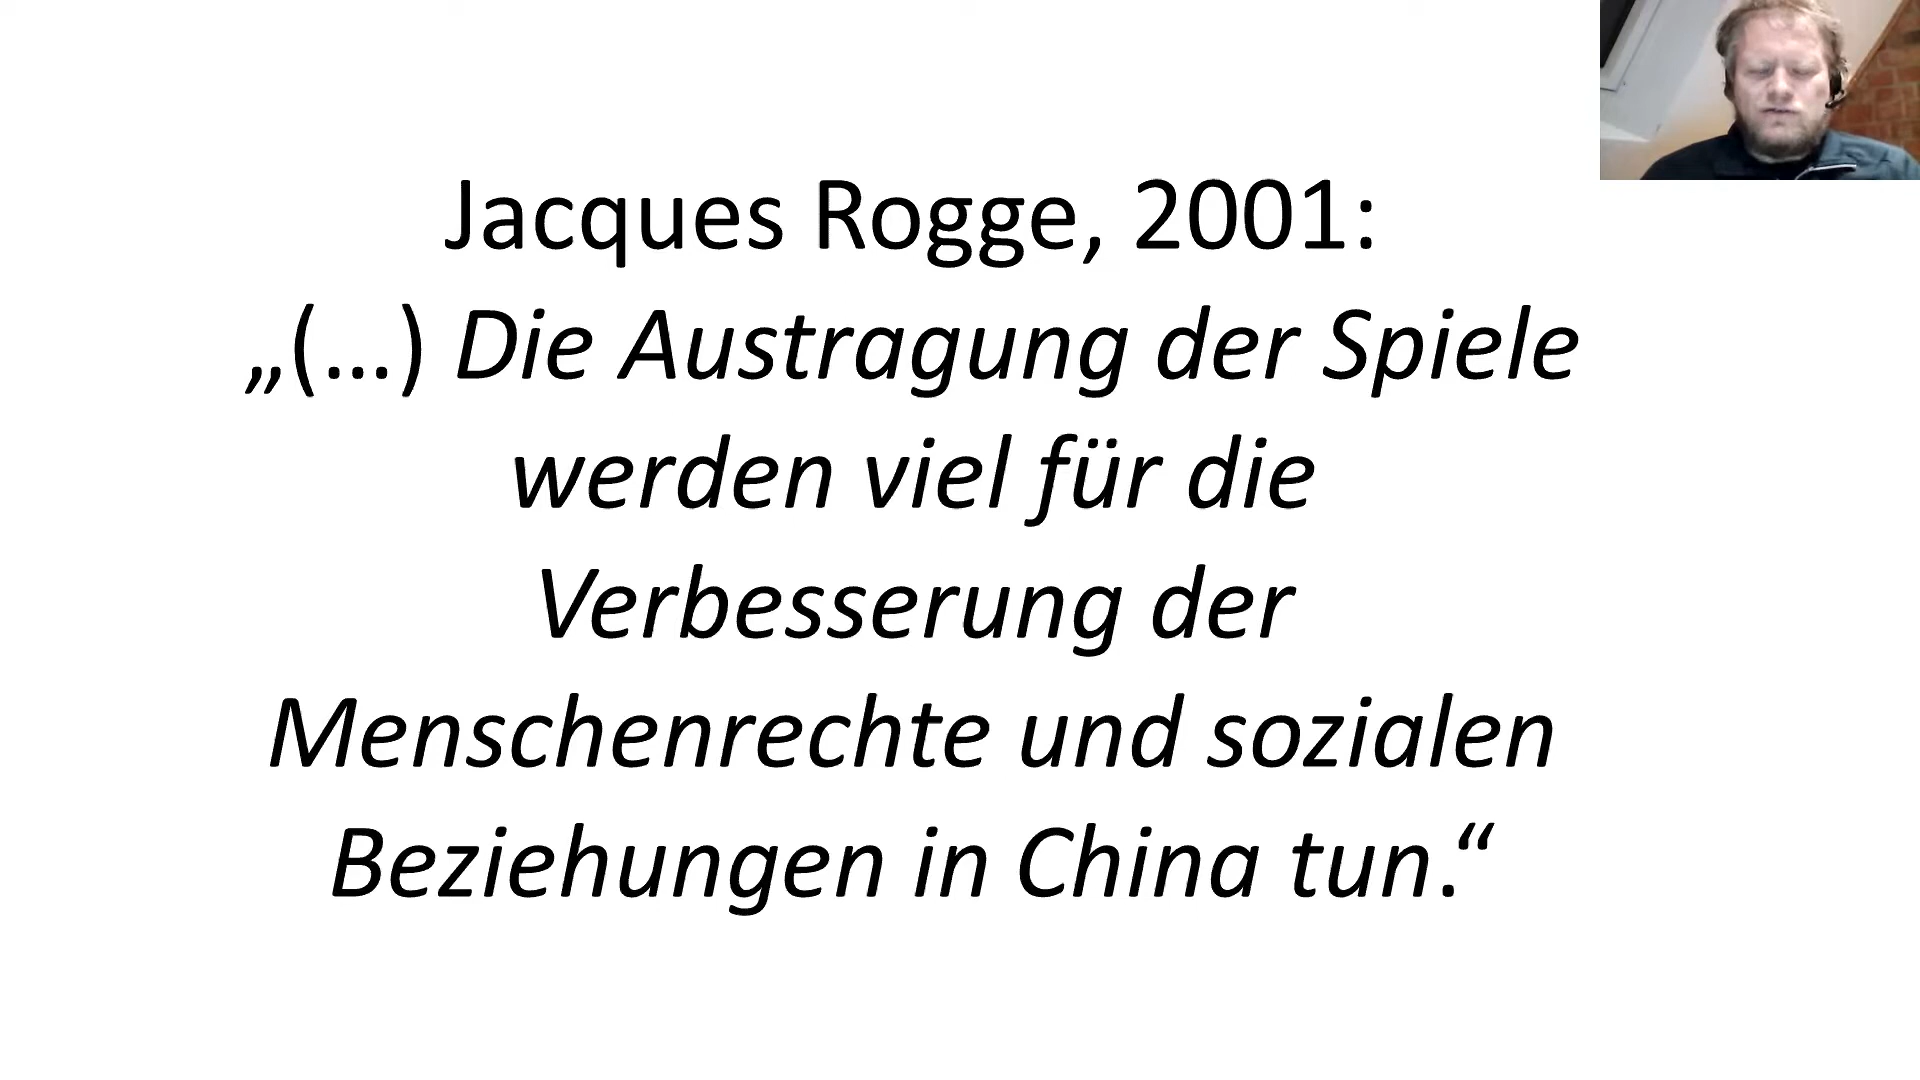 Jacques Rogge, 2001:
„(…) Die Austragung der Spiele
werden viel für die
Verbesserung der
Menschenrechte und sozialen
Beziehungen in China tun.“